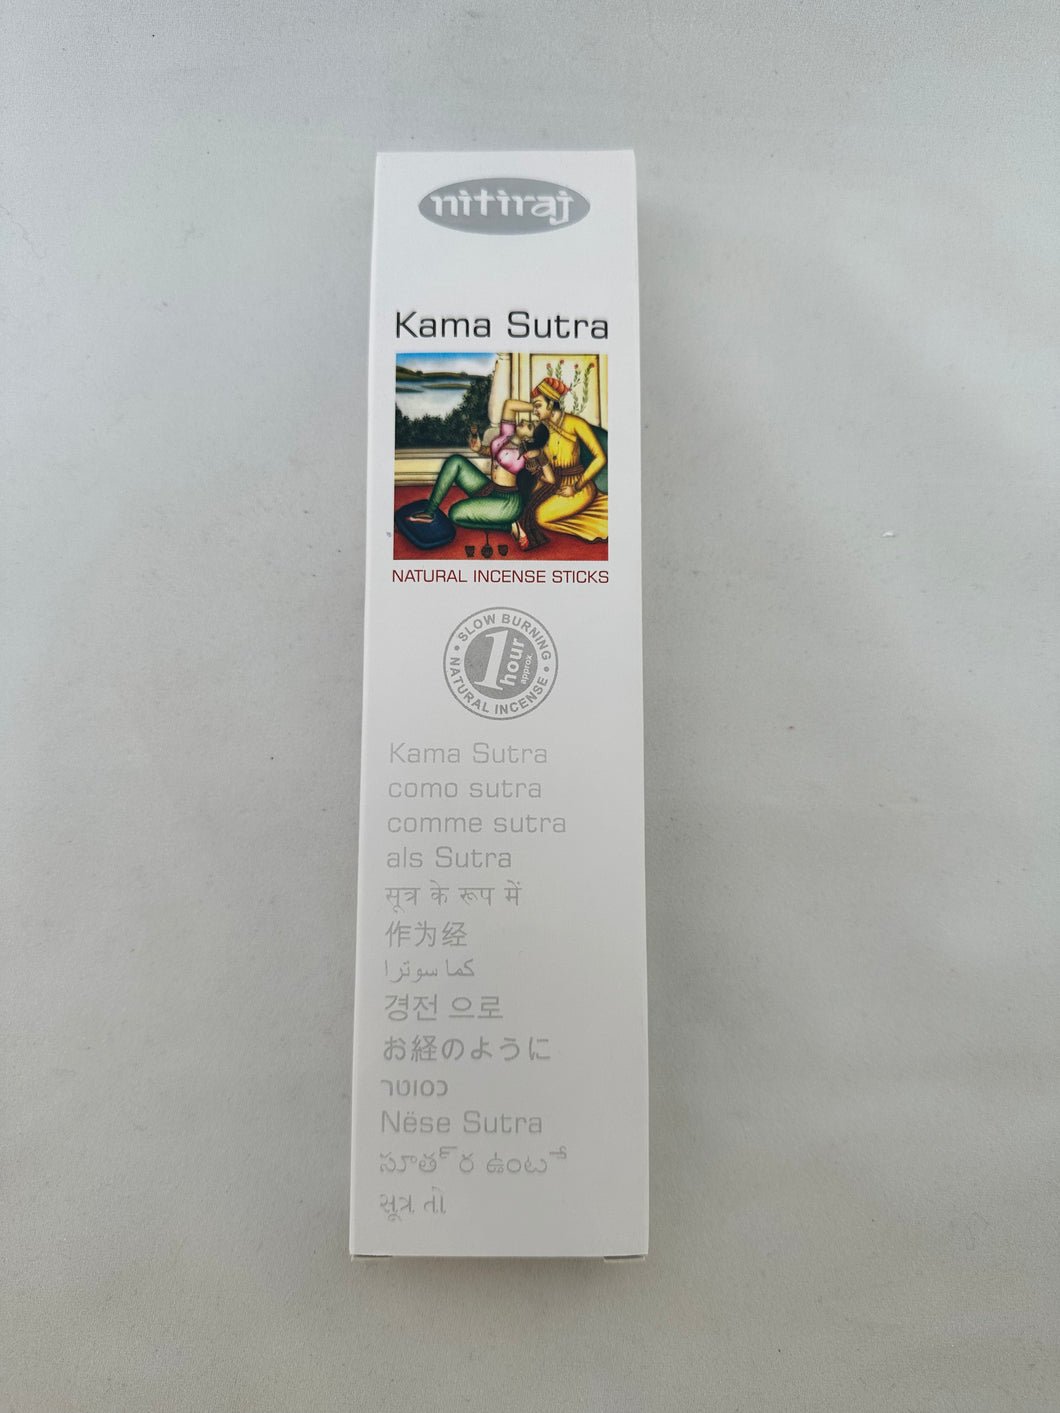 nitiraj
Kama Sutra
NATURAL INCENSE STICKS
• SLOW BURNING •
1 hour approx.
NATURAL INCENSE
Kama Sutra
como sutra
comme sutra
als Sutra
सूत्र के रूप में
作为经
كما سوترا
경전 으로
お経のように
כסוטר
Nëse Sutra
સૂત્ર તો